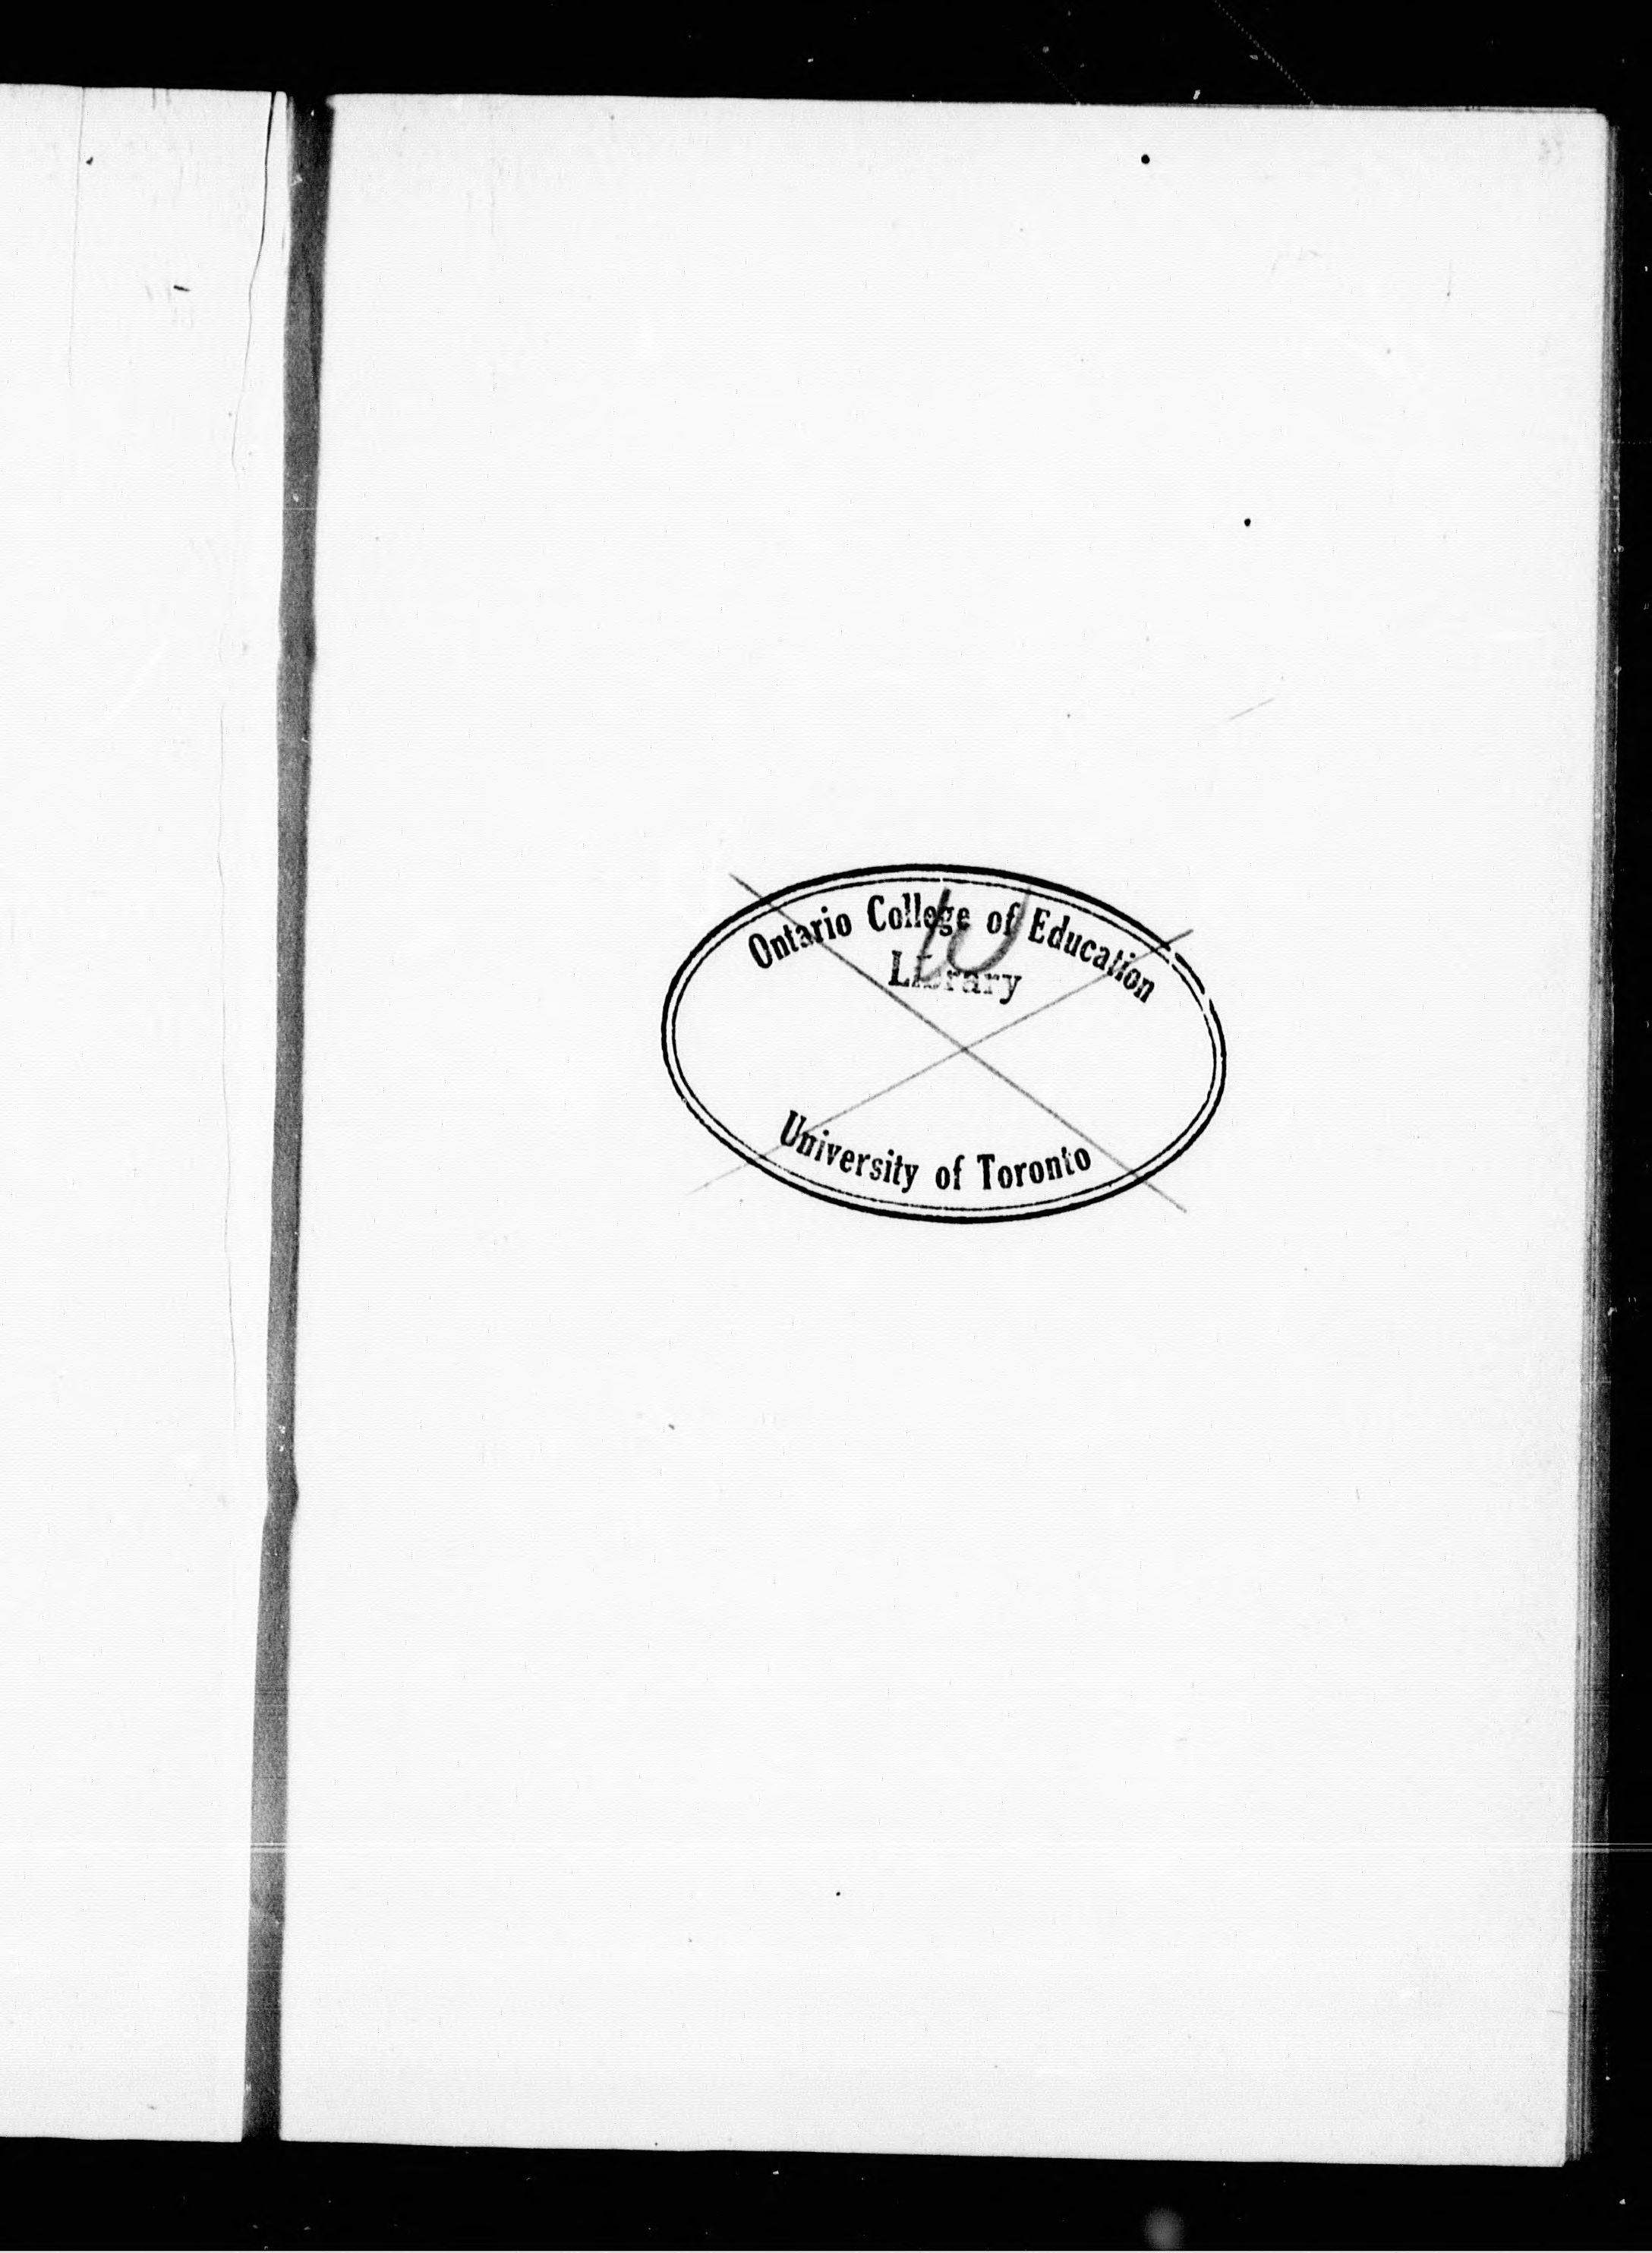 Ontario College of Education
Library
University of Toronto